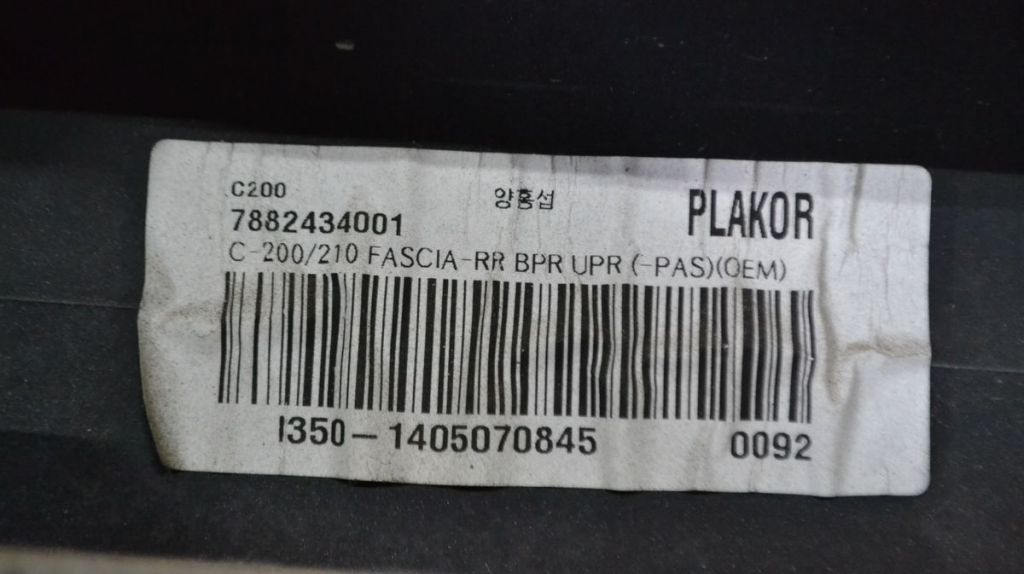 C200 양홍섭 PLAKOR
7882434001
C-200/210 FASCIA-RR BPR UPR (-PAS)(OEM)
I350-1405070845 0092